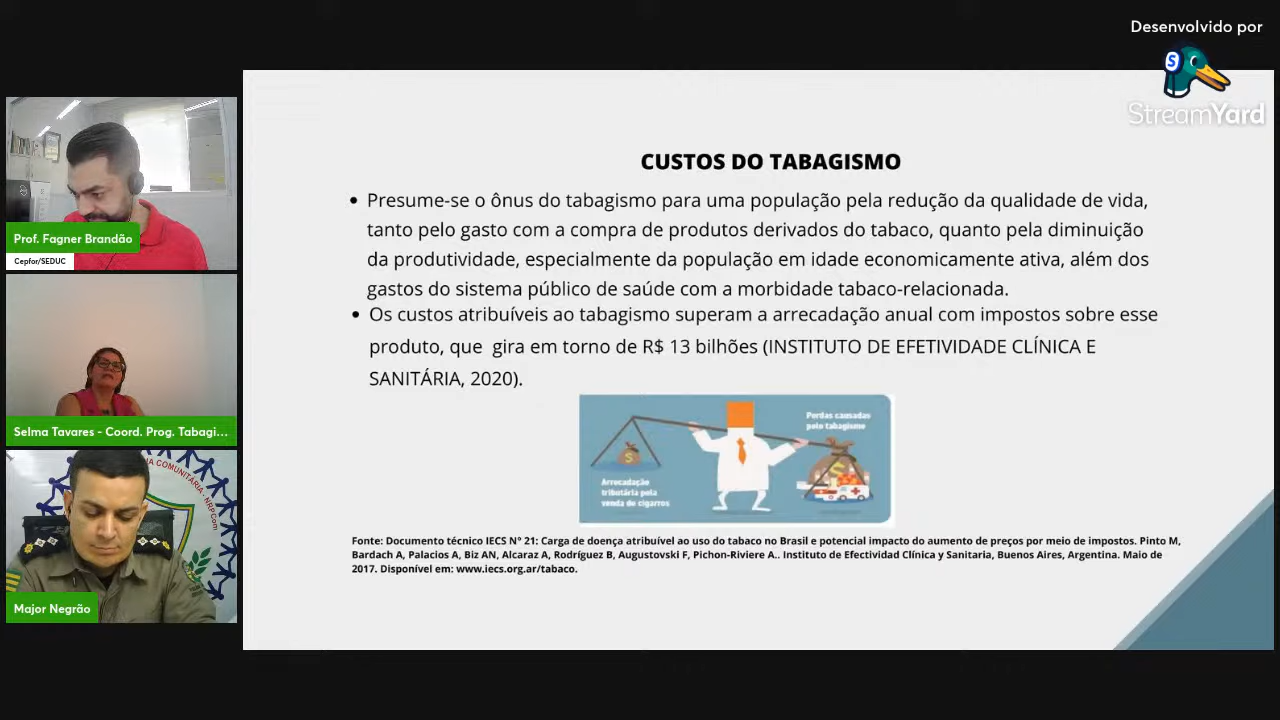 Desenvolvido por
S
StreamYard
Prof. Fagner Brandão
Cepfor/SEDUC
Selma Tavares - Coord. Prog. Tabagi...
Major Negrão
CUSTOS DO TABAGISMO
• Presume-se o ônus do tabagismo para uma população pela redução da qualidade de vida,
tanto pelo gasto com a compra de produtos derivados do tabaco, quanto pela diminuição
da produtividade, especialmente da população em idade economicamente ativa, além dos
gastos do sistema público de saúde com a morbidade tabaco-relacionada.
• Os custos atribuíveis ao tabagismo superam a arrecadação anual com impostos sobre esse
produto, que gira em torno de R$ 13 bilhões (INSTITUTO DE EFETIVIDADE CLÍNICA E
SANITÁRIA, 2020).
Perdas causadas
pelo tabagismo
$
$
Arrecadação
tributária pela
venda de cigarros
Fonte: Documento técnico IECS N° 21: Carga de doença atribuível ao uso do tabaco no Brasil e potencial impacto do aumento de preços por meio de impostos. Pinto M,
Bardach A, Palacios A, Biz AN, Alcaraz A, Rodríguez B, Augustovski F, Pichon-Riviere A.. Instituto de Efectividad Clínica y Sanitaria, Buenos Aires, Argentina. Maio de
2017. Disponível em: www.iecs.org.ar/tabaco.